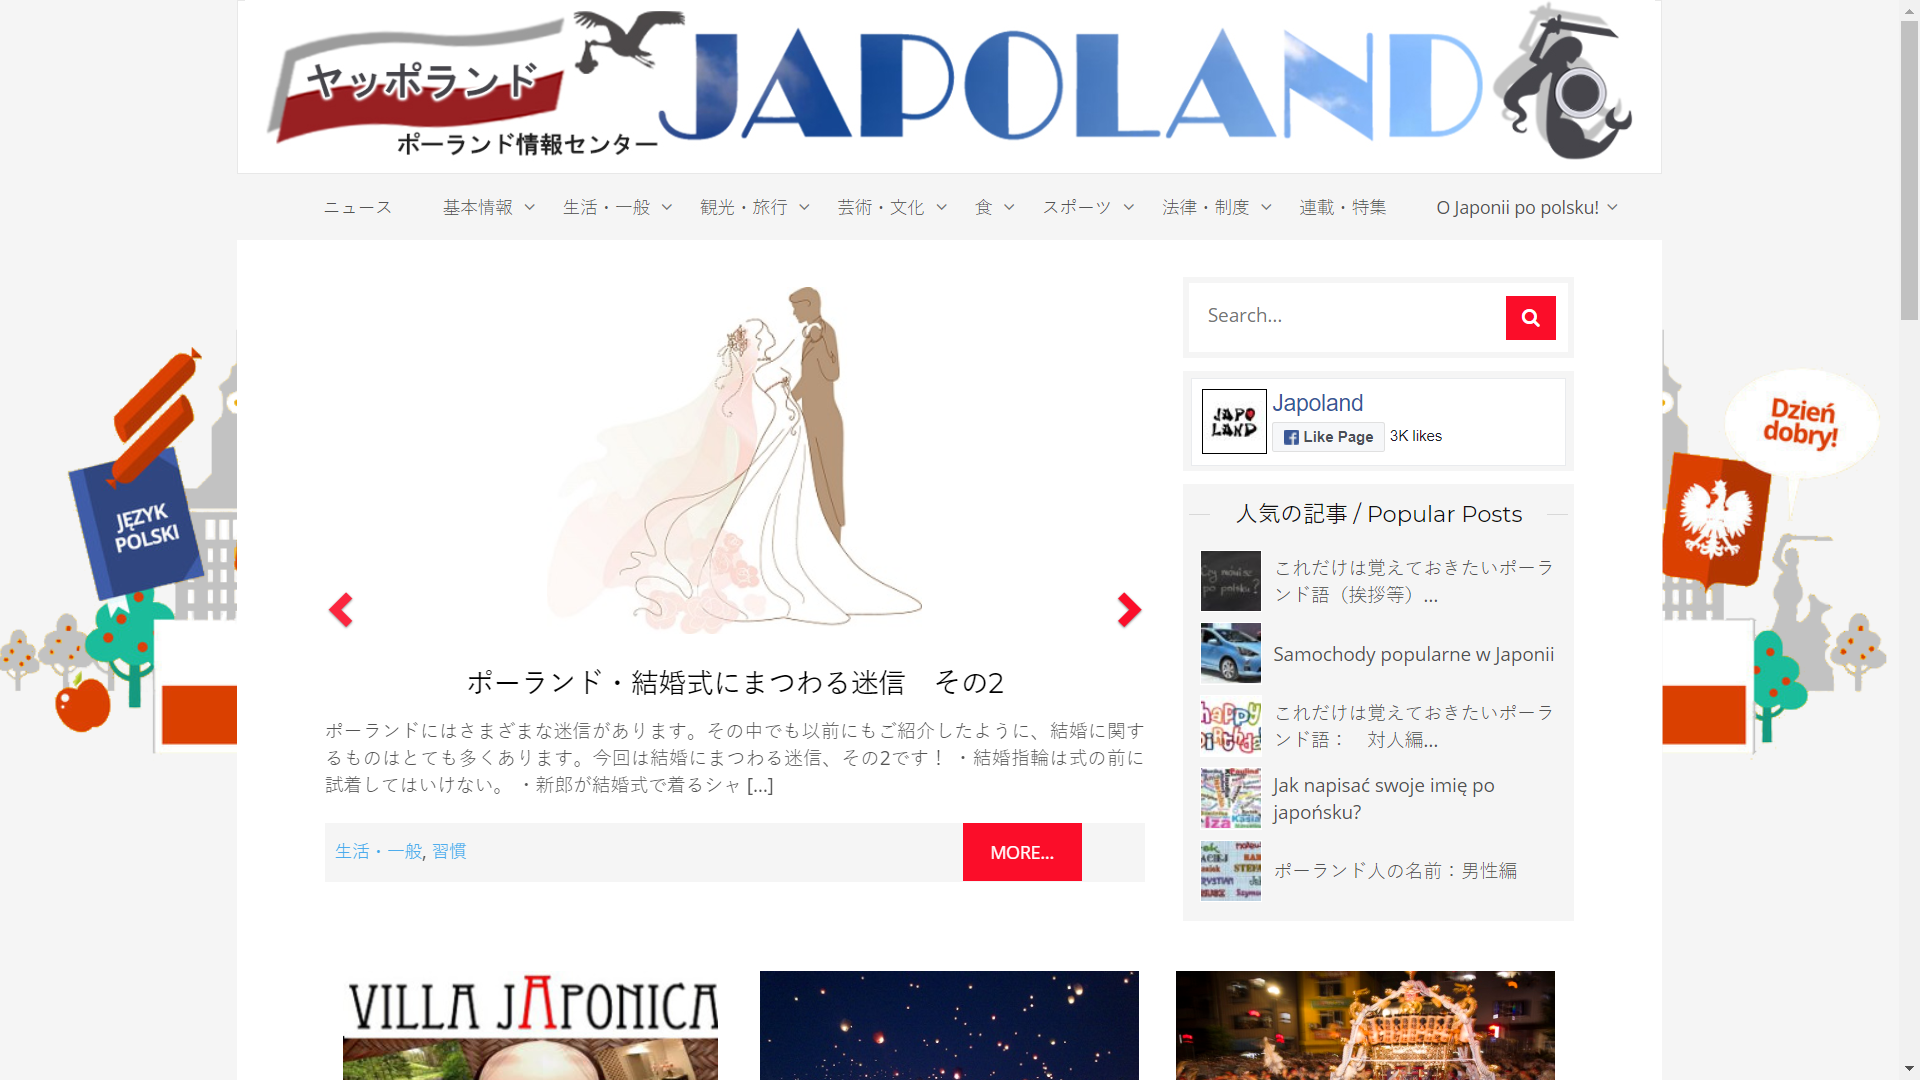 ヤッポランド
JAPOLAND
ポーランド情報センター
ニュース 基本情報 生活・一般 観光・旅行 芸術・文化 食 スポーツ 法律・制度 連載・特集 O Japonii po polsku!
Search...
Japoland
JAPO
LAND
Like Page 3K likes
Dzień
dobry!
JĘZYK
POLSKI
人気の記事 / Popular Posts
Czy mówisz
po polsku?
これだけは覚えておきたいポーラ
ンド語（挨拶等）...
Samochody popularne w Japonii
happy
birthda
これだけは覚えておきたいポーラ
ンド語：　対人編...
Jak napisać swoje imię po
japońsku?
Iza
Kasia
ポーランド人の名前：男性編
ポーランド・結婚式にまつわる迷信　その2
ポーランドにはさまざまな迷信があります。その中でも以前にもご紹介したように、結婚に関す
るものはとても多くあります。今回は結婚にまつわる迷信、その2です！ ・結婚指輪は式の前に
試着してはいけない。 ・新郎が結婚式で着るシャ [...]
生活・一般, 習慣
MORE...
VILLA JAPONICA